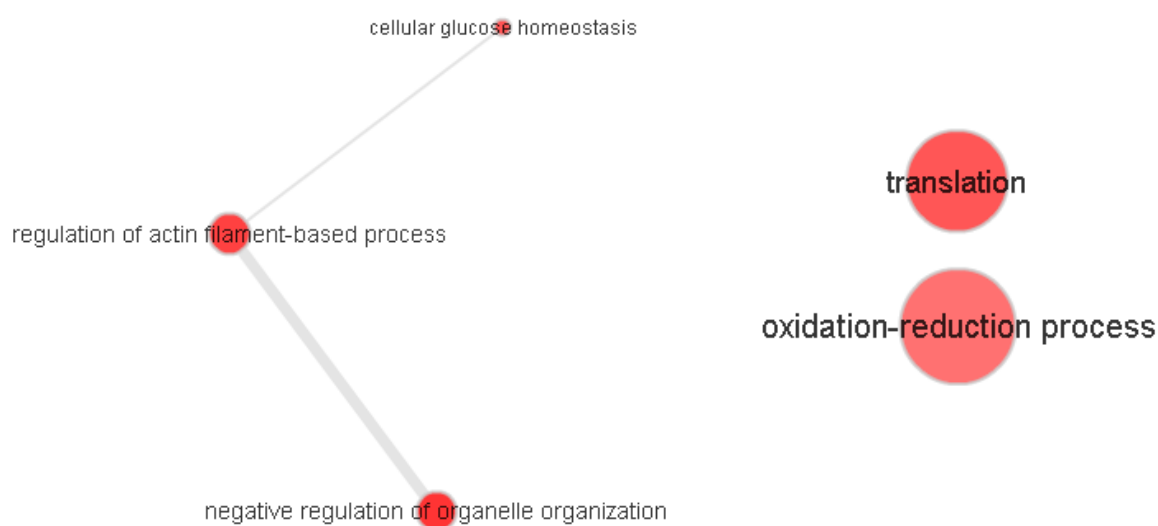 cellular glucose homeostasis
translation
regulation of actin filament-based process
oxidation-reduction process
negative regulation of organelle organization